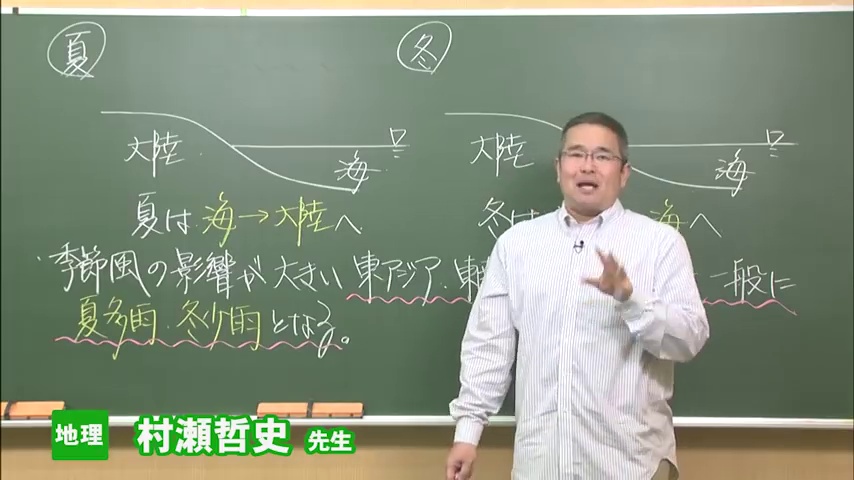 夏
冬
大陸 海
大陸 海
夏は 海→大陸へ
冬は 海へ
季節風の影響が大きい東アジア・東 一般に
夏多雨・冬少雨となる。
地理 村瀬哲史 先生